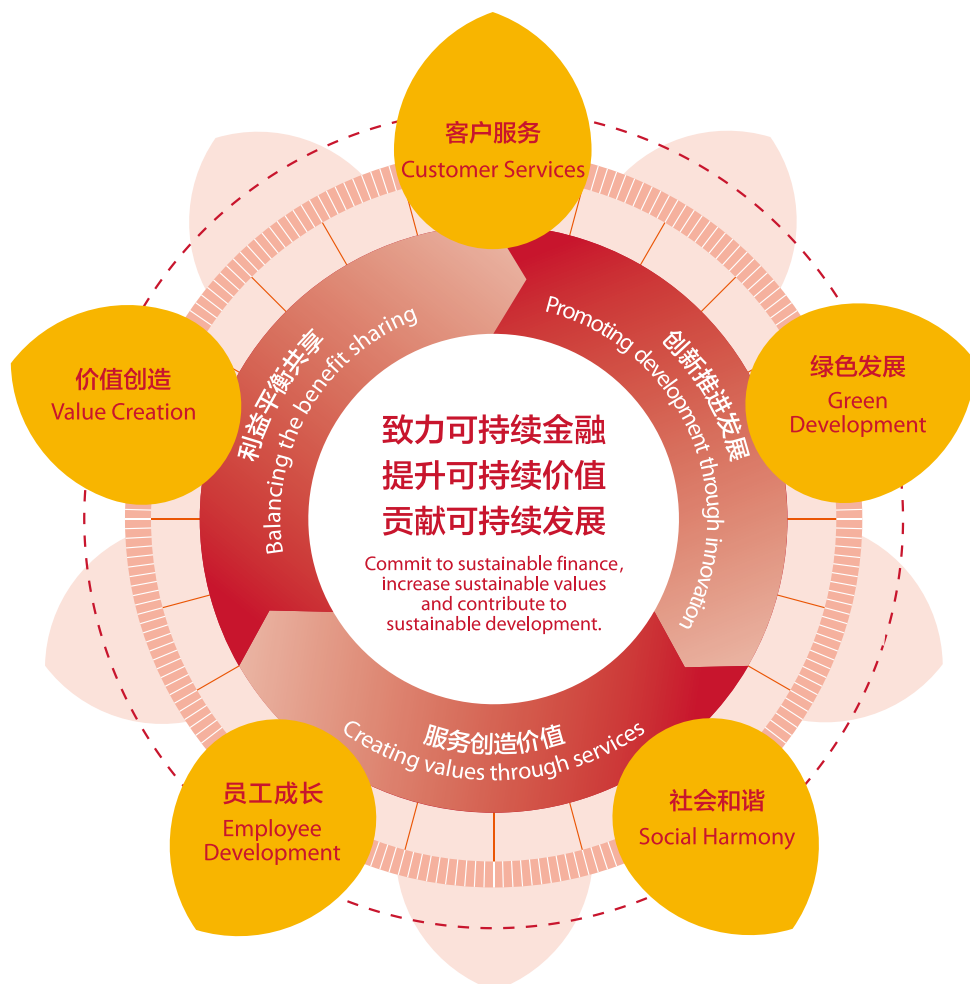 客户服务
Customer Services
绿色发展
Green
Development
社会和谐
Social Harmony
员工成长
Employee
Development
价值创造
Value Creation
创新推进发展
Promoting development through innovation
服务创造价值
Creating values through services
利益平衡共享
Balancing the benefit sharing
致力可持续金融
提升可持续价值
贡献可持续发展
Commit to sustainable finance,
increase sustainable values
and contribute to
sustainable development.